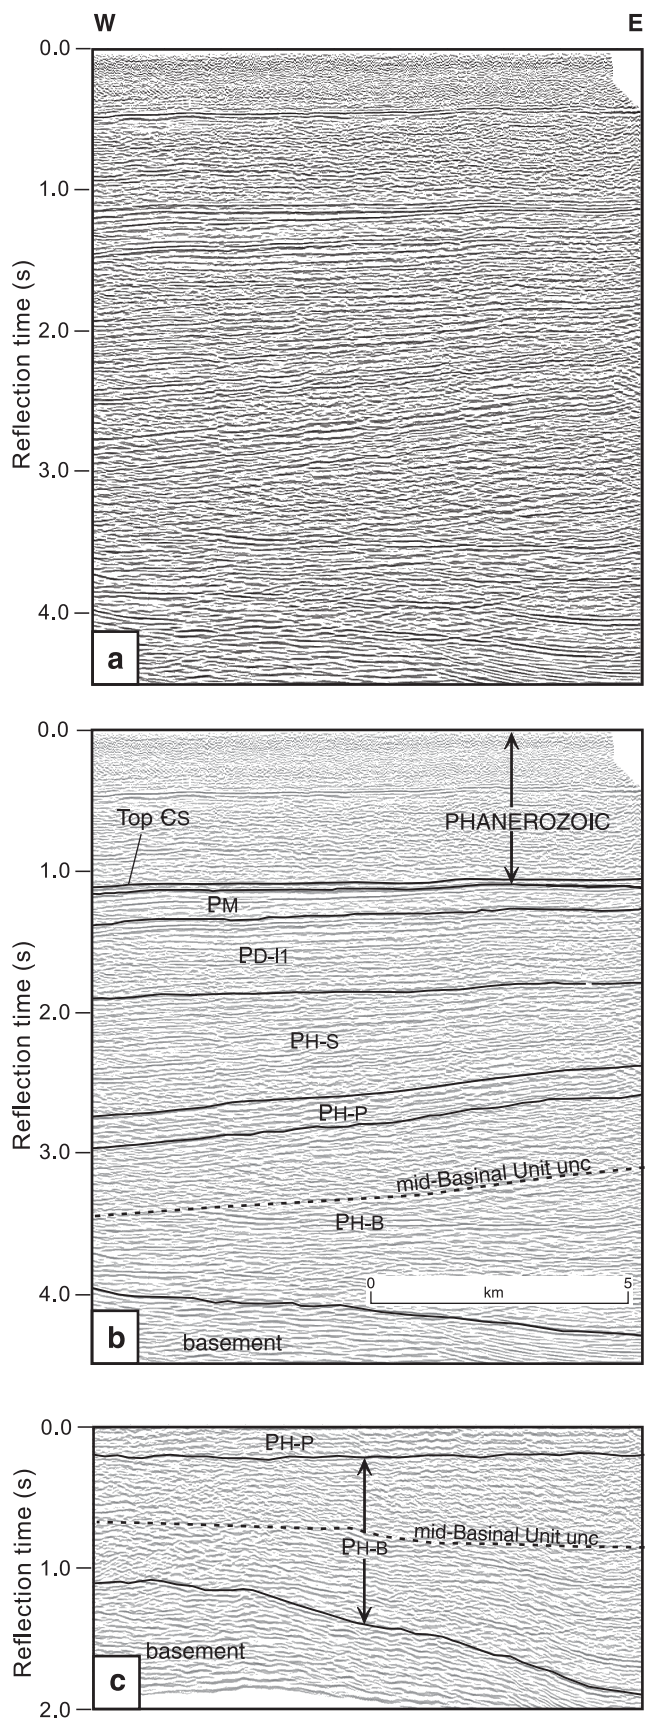 W E
0.0
1.0
2.0
3.0
4.0
Reflection time (s)
a
0.0
PHANEROZOIC
Top ЄS
1.0
PM
PD-I1
2.0
PH-S
PH-P
3.0
mid-Basinal Unit unc
PH-B
4.0
0 5
km
basement
Reflection time (s)
b
0.0
PH-P
mid-Basinal Unit unc
PH-B
1.0
basement
2.0
Reflection time (s)
c